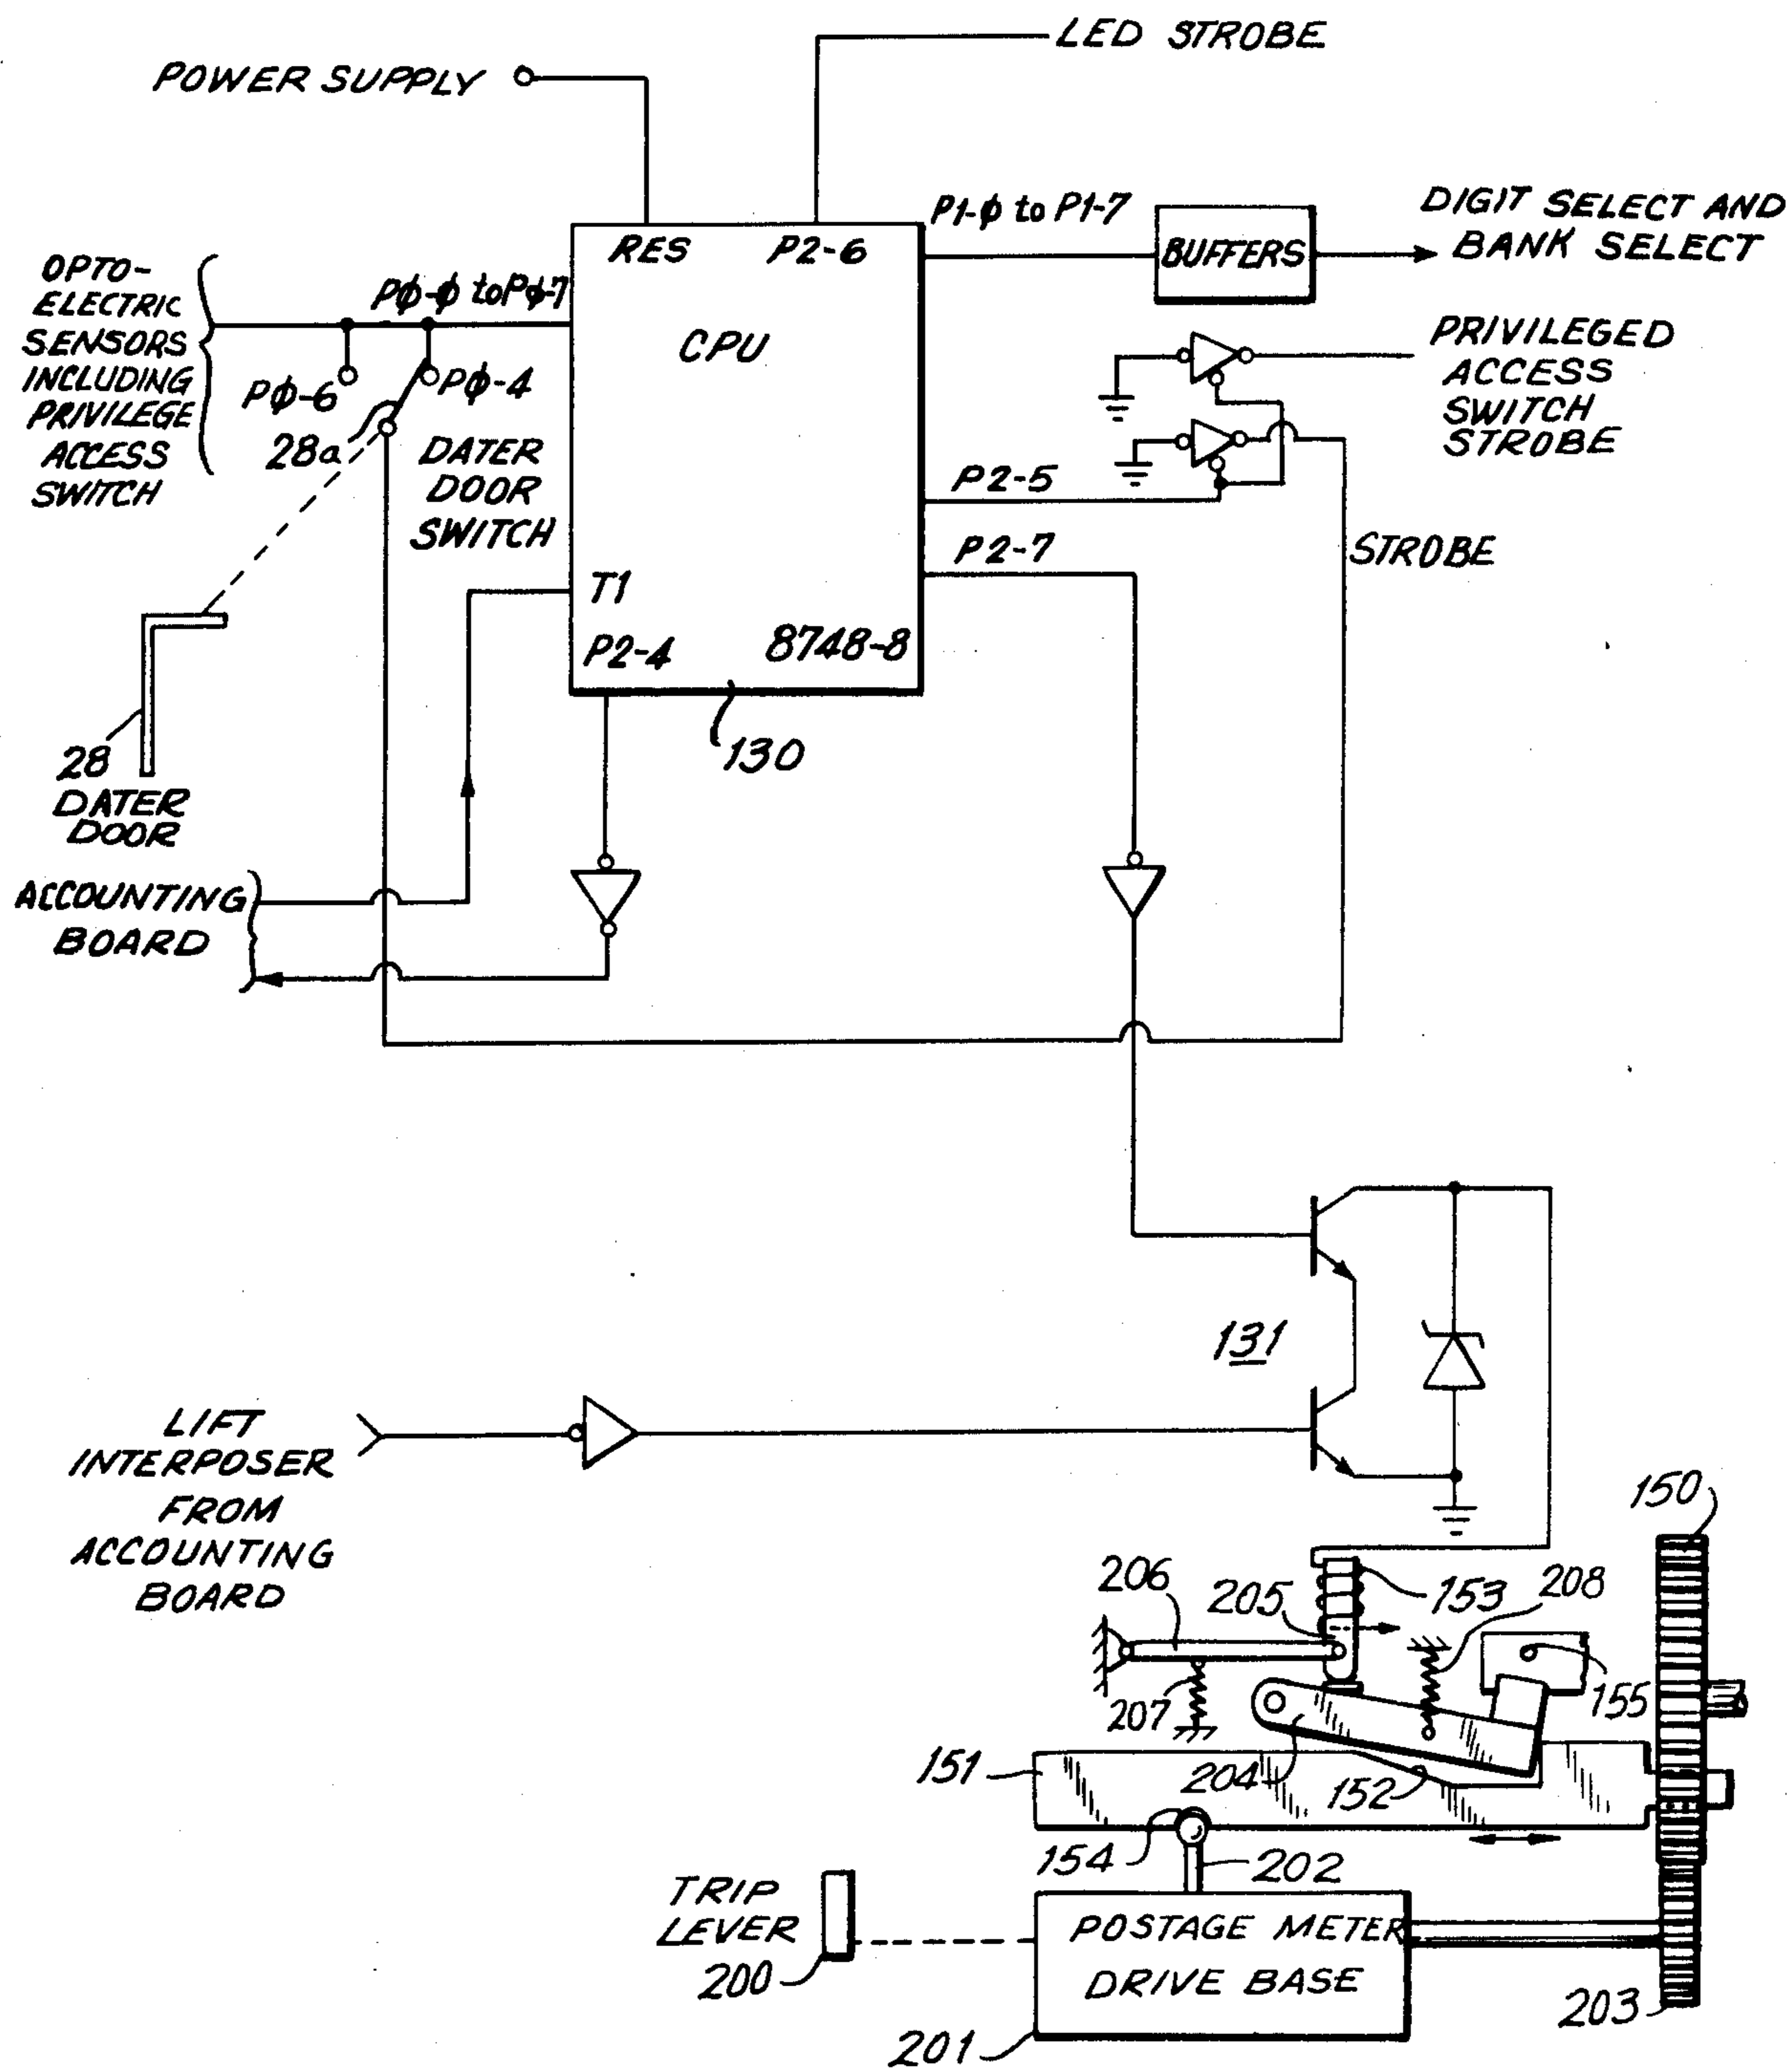 LED STROBE
POWER SUPPLY
P1-ϕ to P1-7
DIGIT SELECT AND
BANK SELECT
BUFFERS
RES
P2-6
OPTO-
ELECTRIC
SENSORS
INCLUDING
PRIVILEGE
ACCESS
SWITCH
Pϕ-ϕ to Pϕ-7
CPU
PRIVILEGED
ACCESS
SWITCH
STROBE
Pϕ-6
Pϕ-4
28a
DATER
DOOR
SWITCH
P2-5
P2-7
STROBE
T1
P2-4
8748-8
130
28
DATER
DOOR
ACCOUNTING
BOARD
131
LIFT
INTERPOSER
FROM
ACCOUNTING
BOARD
150
206
205
153
208
207
155
151
204
152
154
202
TRIP
LEVER
200
POSTAGE METER
DRIVE BASE
201
203